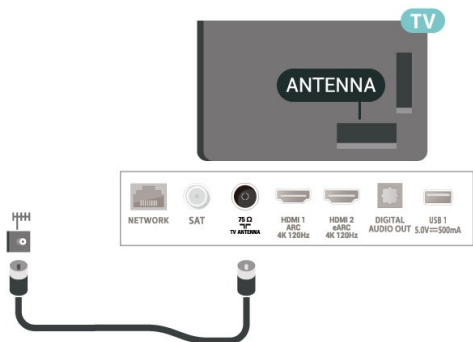 TV
ANTENNA
NETWORK
SAT
75 Ω
TV ANTENNA
HDMI 1
ARC
4K 120Hz
HDMI 2
eARC
4K 120Hz
DIGITAL
AUDIO OUT
USB 1
5.0V⎓500mA